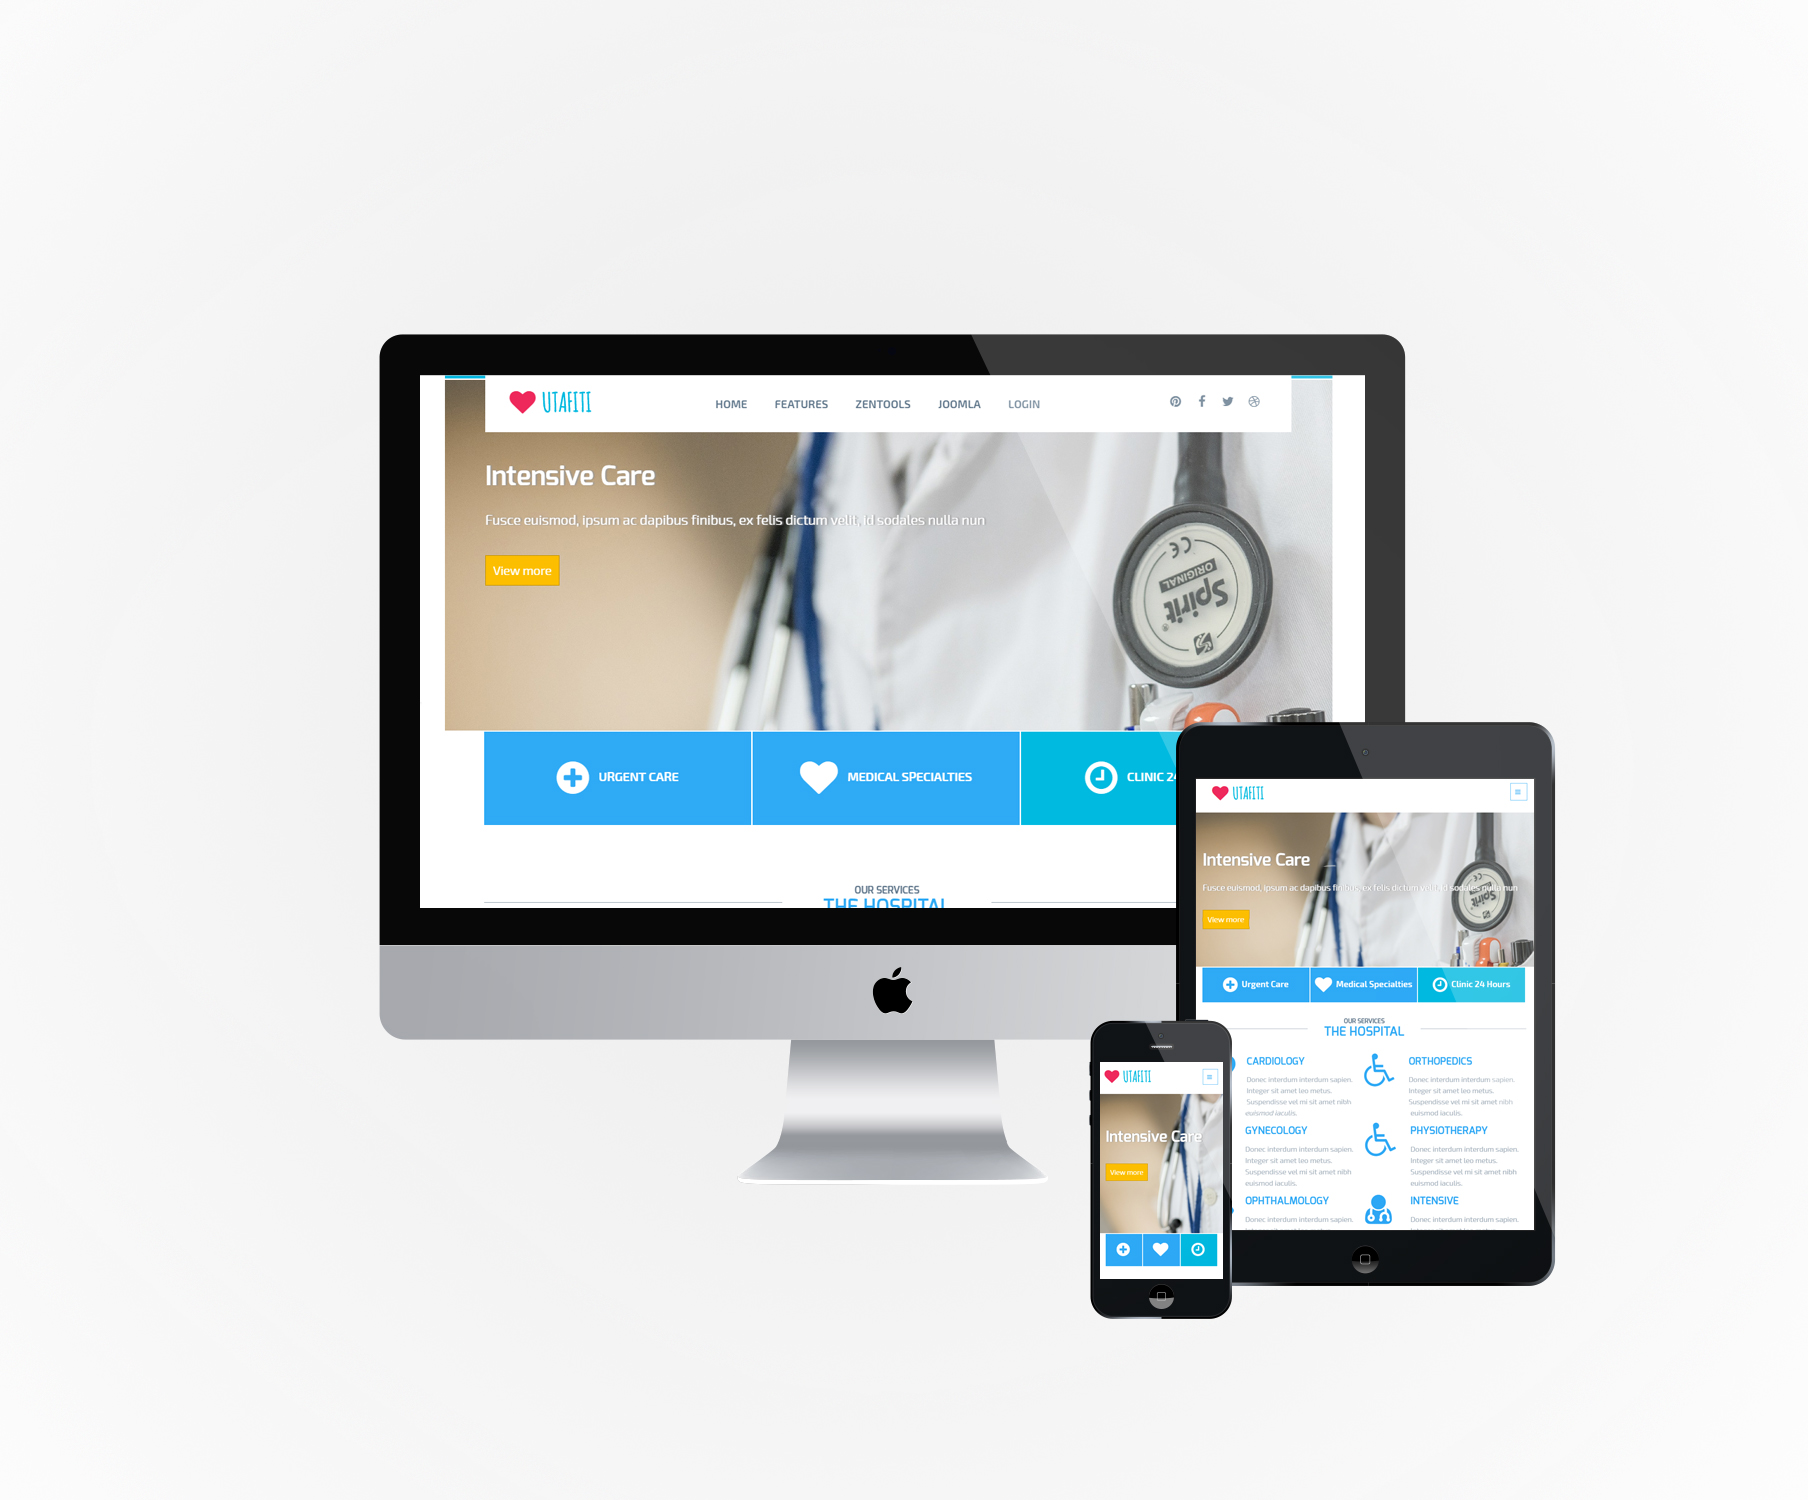 UTAFITI
HOME FEATURES ZENTOOLS JOOMLA LOGIN
Intensive Care
Fusce euismod, ipsum ac dapibus finibus, ex felis dictum velit, id sodales nulla nun
View more
CE
ORIGINAL
Spirit
®
URGENT CARE
MEDICAL SPECIALTIES
CLINIC 24
OUR SERVICES
THE HOSPITAL
UTAFITI
Intensive Care
Fusce euismod, ipsum ac dapibus finibus, ex felis dictum velit, id sodales nulla nun
View more
Urgent Care
Medical Specialties
Clinic 24 Hours
OUR SERVICES
THE HOSPITAL
CARDIOLOGY
Donec interdum interdum sapien.
Integer sit amet leo metus.
Suspendisse vel mi sit amet nibh
euismod iaculis.
ORTHOPEDICS
Donec interdum interdum sapien.
Integer sit amet leo metus.
Suspendisse vel mi sit amet nibh
euismod iaculis.
GYNECOLOGY
Donec interdum interdum sapien.
Integer sit amet leo metus.
Suspendisse vel mi sit amet nibh
euismod iaculis.
PHYSIOTHERAPY
Donec interdum interdum sapien.
Integer sit amet leo metus.
Suspendisse vel mi sit amet nibh
euismod iaculis.
OPHTHALMOLOGY
Donec interdum interdum sapien.
INTENSIVE
Donec interdum interdum sapien.
UTAFITI
Intensive Care
View more